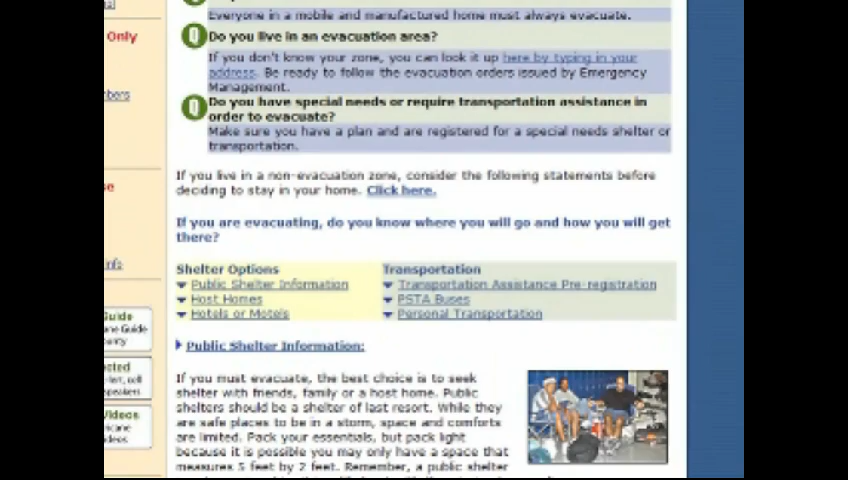 Everyone in a mobile and manufactured home must always evacuate.
Only
Q Do you live in an evacuation area?
If you don't know your zone, you can look it up here by typing in your
address. Be ready to follow the evacuation orders issued by Emergency
Management.
Q Do you have special needs or require transportation assistance in
order to evacuate?
Make sure you have a plan and are registered for a special needs shelter or
transportation.
If you live in a non-evacuation zone, consider the following statements before
deciding to stay in your home. Click here.
If you are evacuating, do you know where you will go and how you will get
there?
Shelter Options
Public Shelter Information
Host Homes
Hotels or Motels
Transportation
Transportation Assistance Pre-registration
PSTA Buses
Personal Transportation
Guide
Guide
Videos
Public Shelter Information:
If you must evacuate, the best choice is to seek
shelter with friends, family or a host home. Public
shelters should be a shelter of last resort. While they
are safe places to be in a storm, space and comforts
are limited. Pack your essentials, but pack light
because it is possible you may only have a space that
measures 5 feet by 2 feet. Remember, a public shelter